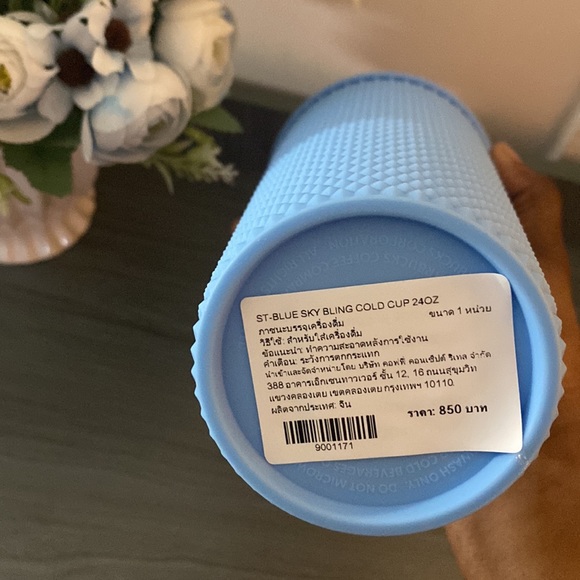 ST-BLUE SKY BLING COLD CUP 24OZ
ภาชนะบรรจุเครื่องดื่ม ขนาด 1 หน่วย
วิธีใช้: สำหรับใส่เครื่องดื่ม
ข้อแนะนำ: ทำความสะอาดหลังการใช้งาน
คำเตือน: ระวังการตกกระแทก
นำเข้าและจัดจำหน่ายโดย บริษัท คอฟฟี่ คอนเซ็ปต์ รีเทล จำกัด
388 อาคารเอ็กเชนทาวเวอร์ ชั้น 12, 16 ถนนสุขุมวิท
แขวงคลองเตย เขตคลองเตย กรุงเทพฯ 10110
ผลิตจากประเทศ: จีน ราคา: 850 บาท
9001171
WASH ONLY · DO NOT MICROW
COLD BEVERAGES